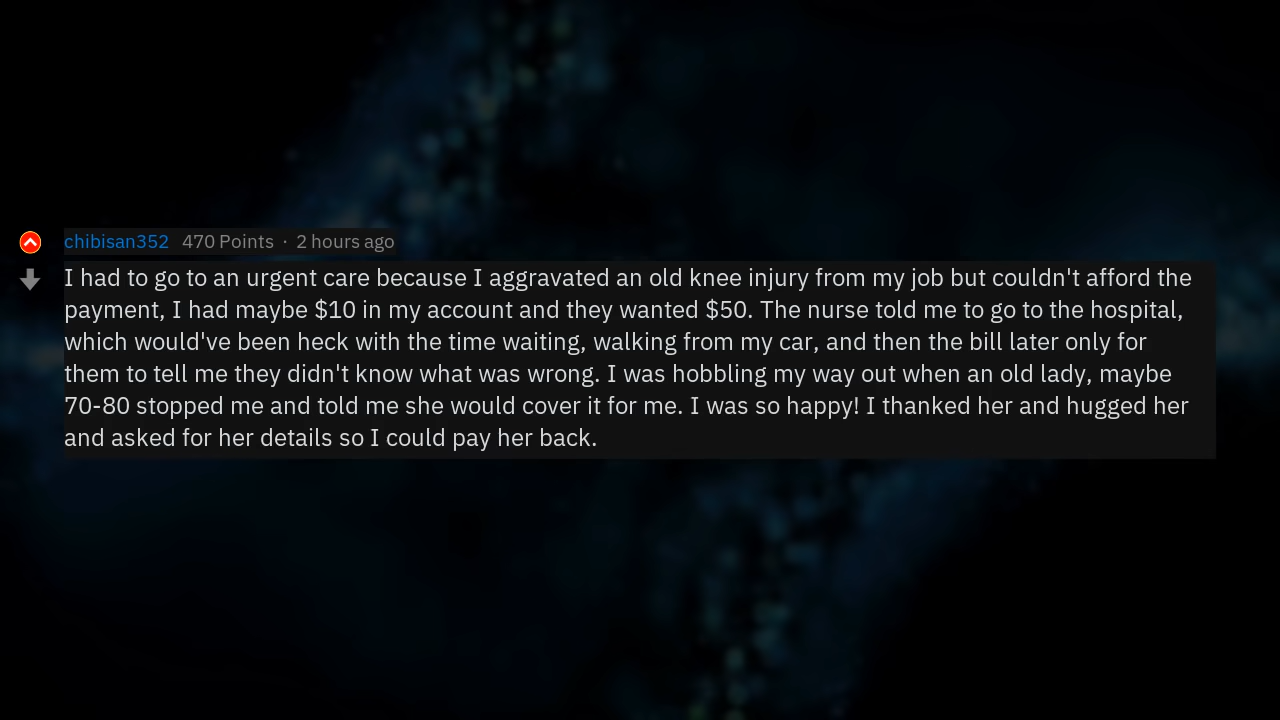 chibisan352 470 Points · 2 hours ago
I had to go to an urgent care because I aggravated an old knee injury from my job but couldn't afford the
payment, I had maybe $10 in my account and they wanted $50. The nurse told me to go to the hospital,
which would've been heck with the time waiting, walking from my car, and then the bill later only for
them to tell me they didn't know what was wrong. I was hobbling my way out when an old lady, maybe
70-80 stopped me and told me she would cover it for me. I was so happy! I thanked her and hugged her
and asked for her details so I could pay her back.